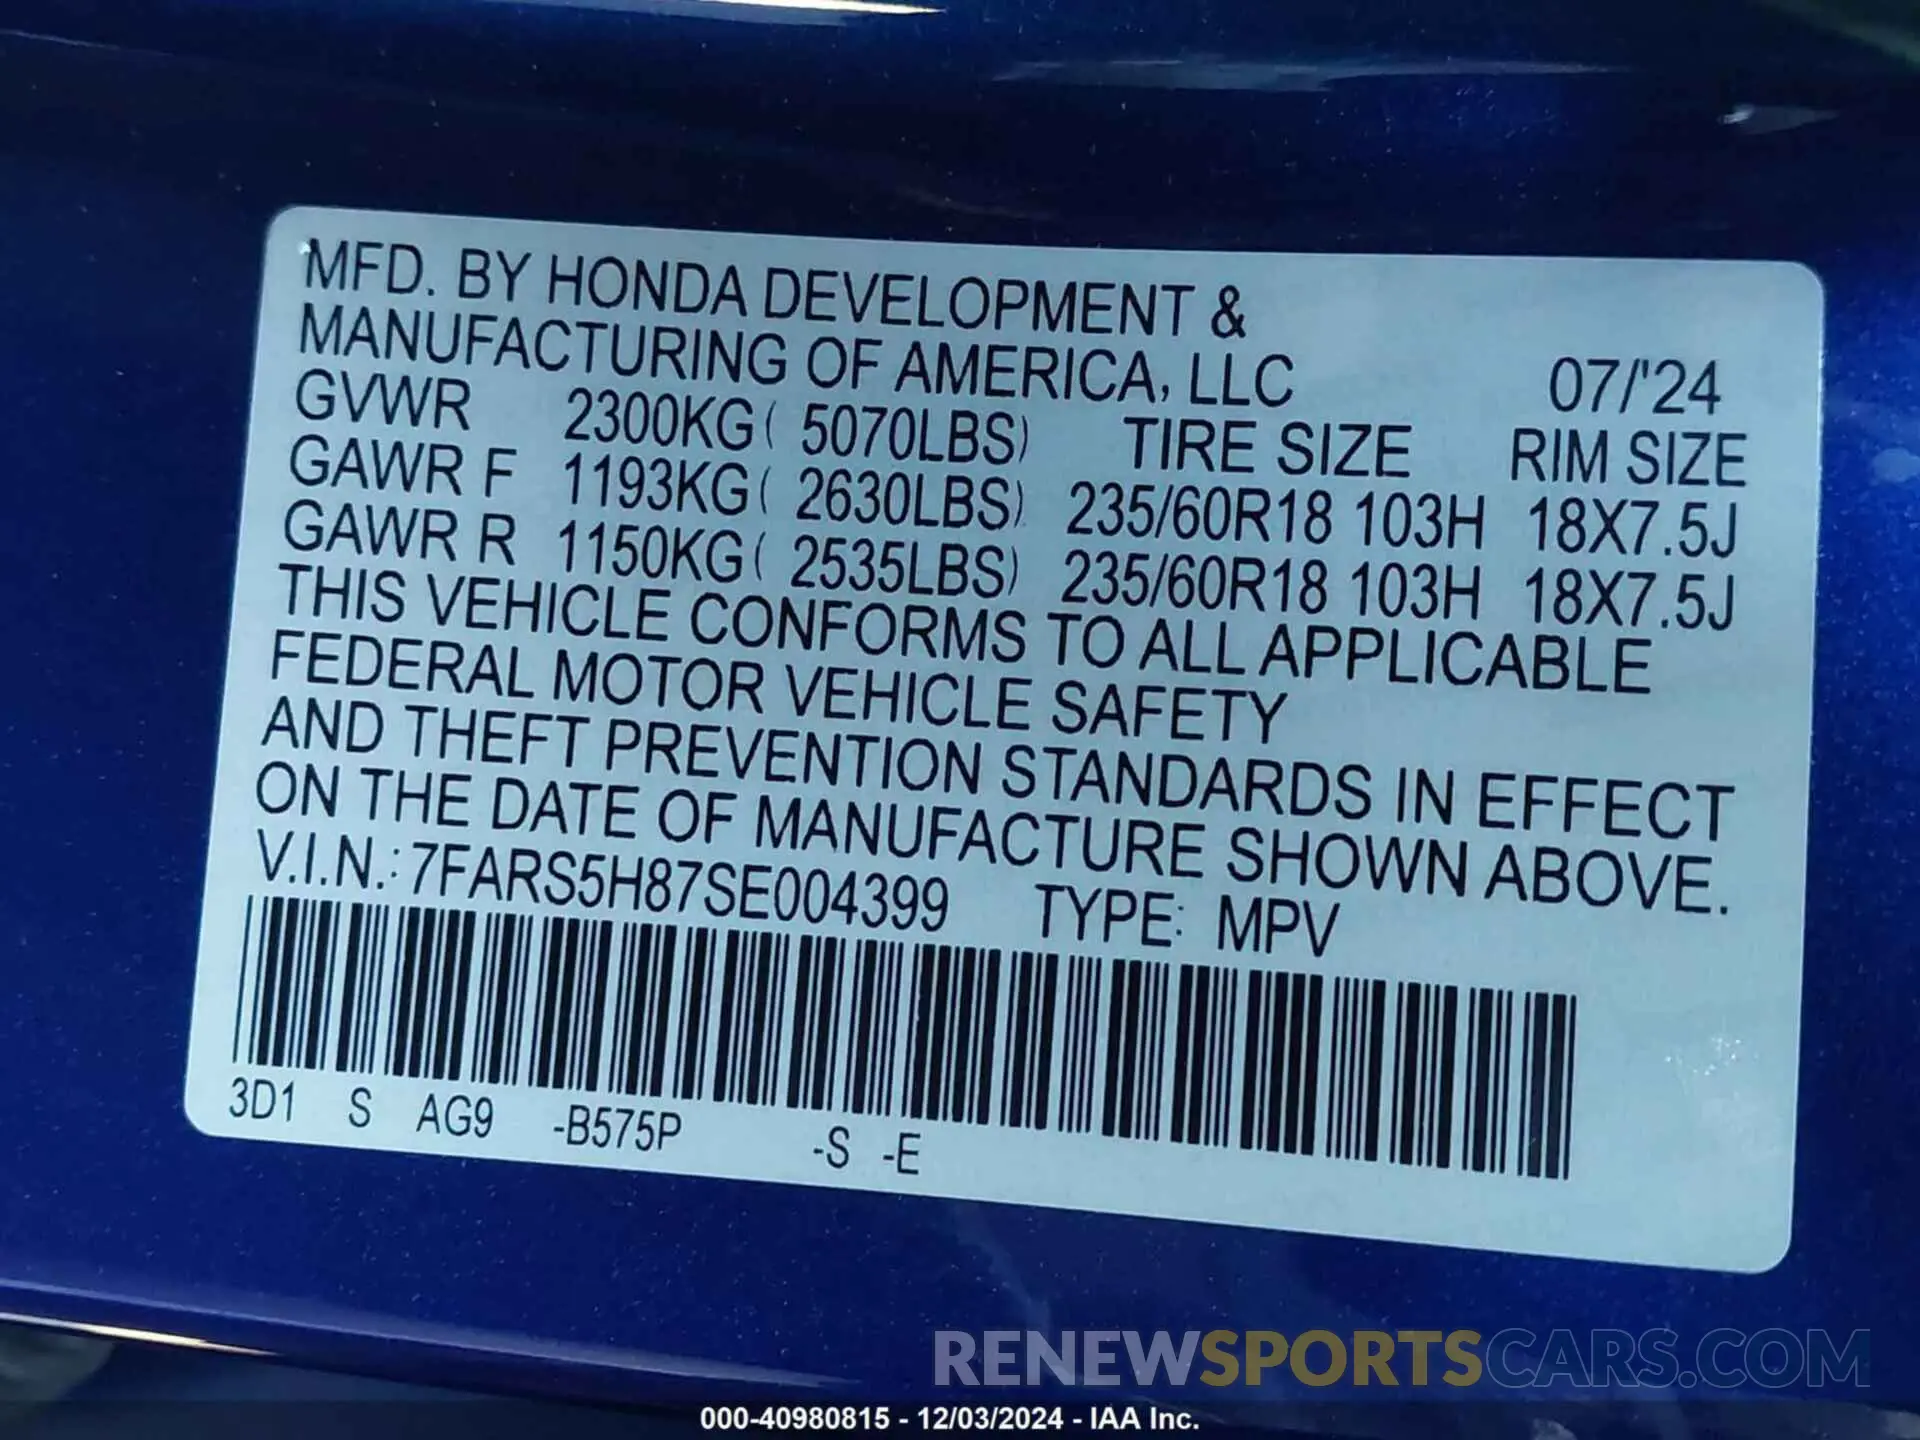 MFD. BY HONDA DEVELOPMENT &
MANUFACTURING OF AMERICA, LLC 07/'24
GVWR 2300KG( 5070LBS) TIRE SIZE RIM SIZE
GAWR F 1193KG( 2630LBS) 235/60R18 103H 18X7.5J
GAWR R 1150KG( 2535LBS) 235/60R18 103H 18X7.5J
THIS VEHICLE CONFORMS TO ALL APPLICABLE
FEDERAL MOTOR VEHICLE SAFETY
AND THEFT PREVENTION STANDARDS IN EFFECT
ON THE DATE OF MANUFACTURE SHOWN ABOVE.
V.I.N.: 7FARS5H87SE004399 TYPE: MPV
3D1 S AG9 -B575P -S -E
RENEWSPORTSCARS.COM
000-40980815 - 12/03/2024 - IAA Inc.